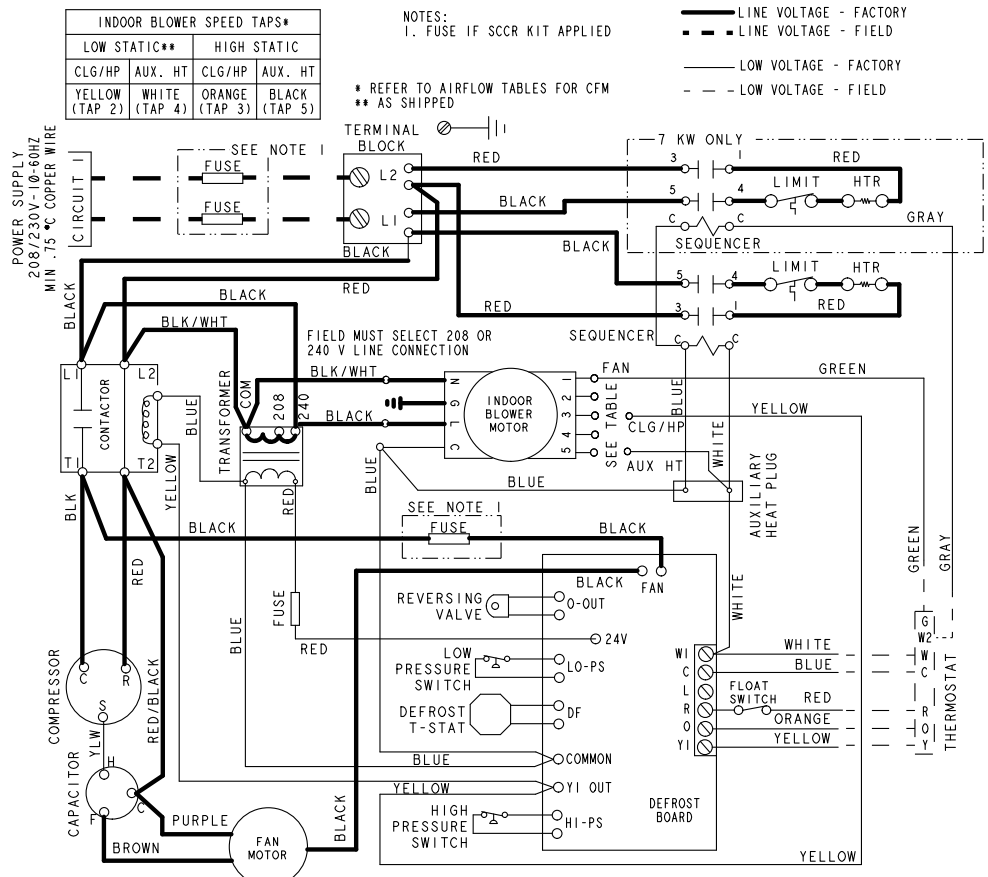 INDOOR BLOWER SPEED TAPS*
LOW STATIC** HIGH STATIC
CLG/HP AUX. HT CLG/HP AUX. HT
YELLOW (TAP 2) WHITE (TAP 4) ORANGE (TAP 3) BLACK (TAP 5)
NOTES:
1. FUSE IF SCCR KIT APPLIED
LINE VOLTAGE - FACTORY
LINE VOLTAGE - FIELD
LOW VOLTAGE - FACTORY
LOW VOLTAGE - FIELD
* REFER TO AIRFLOW TABLES FOR CFM
** AS SHIPPED
POWER SUPPLY
208/230V-1Ø-60HZ
MIN .75 °C COPPER WIRE
CIRCUIT 1
SEE NOTE 1
FUSE
FUSE
TERMINAL
BLOCK
L2
L1
1
RED
BLACK
BLACK
BLACK
RED
RED
7 KW ONLY
3 1
RED
5 4
LIMIT HTR
C C
GRAY
SEQUENCER
5 4
LIMIT HTR
3 1
RED
SEQUENCER
C C
BLACK
BLACK
BLK/WHT
FIELD MUST SELECT 208 OR
240 V LINE CONNECTION
BLK/WHT
BLACK
L1 L2
CONTACTOR
T1 T2
BLUE
YELLOW
TRANSFORMER
COM
208
240
RED
N
G
L
C
INDOOR
BLOWER
MOTOR
1
2
3
4
5
FAN
SEE TABLE
CLG/HP
AUX HT
GREEN
YELLOW
BLUE
WHITE
BLUE
BLUE
AUXILIARY
HEAT PLUG
BLK
RED
BLACK
SEE NOTE 1
FUSE
BLACK
BLACK
FAN
REVERSING
VALVE
O-OUT
FUSE
RED
24V
BLUE
LOW
PRESSURE
SWITCH
LO-PS
DEFROST
T-STAT
DF
BLUE
COMMON
YELLOW
Y1 OUT
HIGH
PRESSURE
SWITCH
HI-PS
DEFROST
BOARD
WHITE
W1
C
L
R
O
Y1
WHITE
BLUE
FLOAT
SWITCH
RED
ORANGE
YELLOW
GREEN
GRAY
G
W2
W
C
R
O
Y
THERMOSTAT
YELLOW
COMPRESSOR
C R
S
YLW
RED/BLACK
CAPACITOR
H
C
F
PURPLE
BROWN
FAN
MOTOR
BLACK